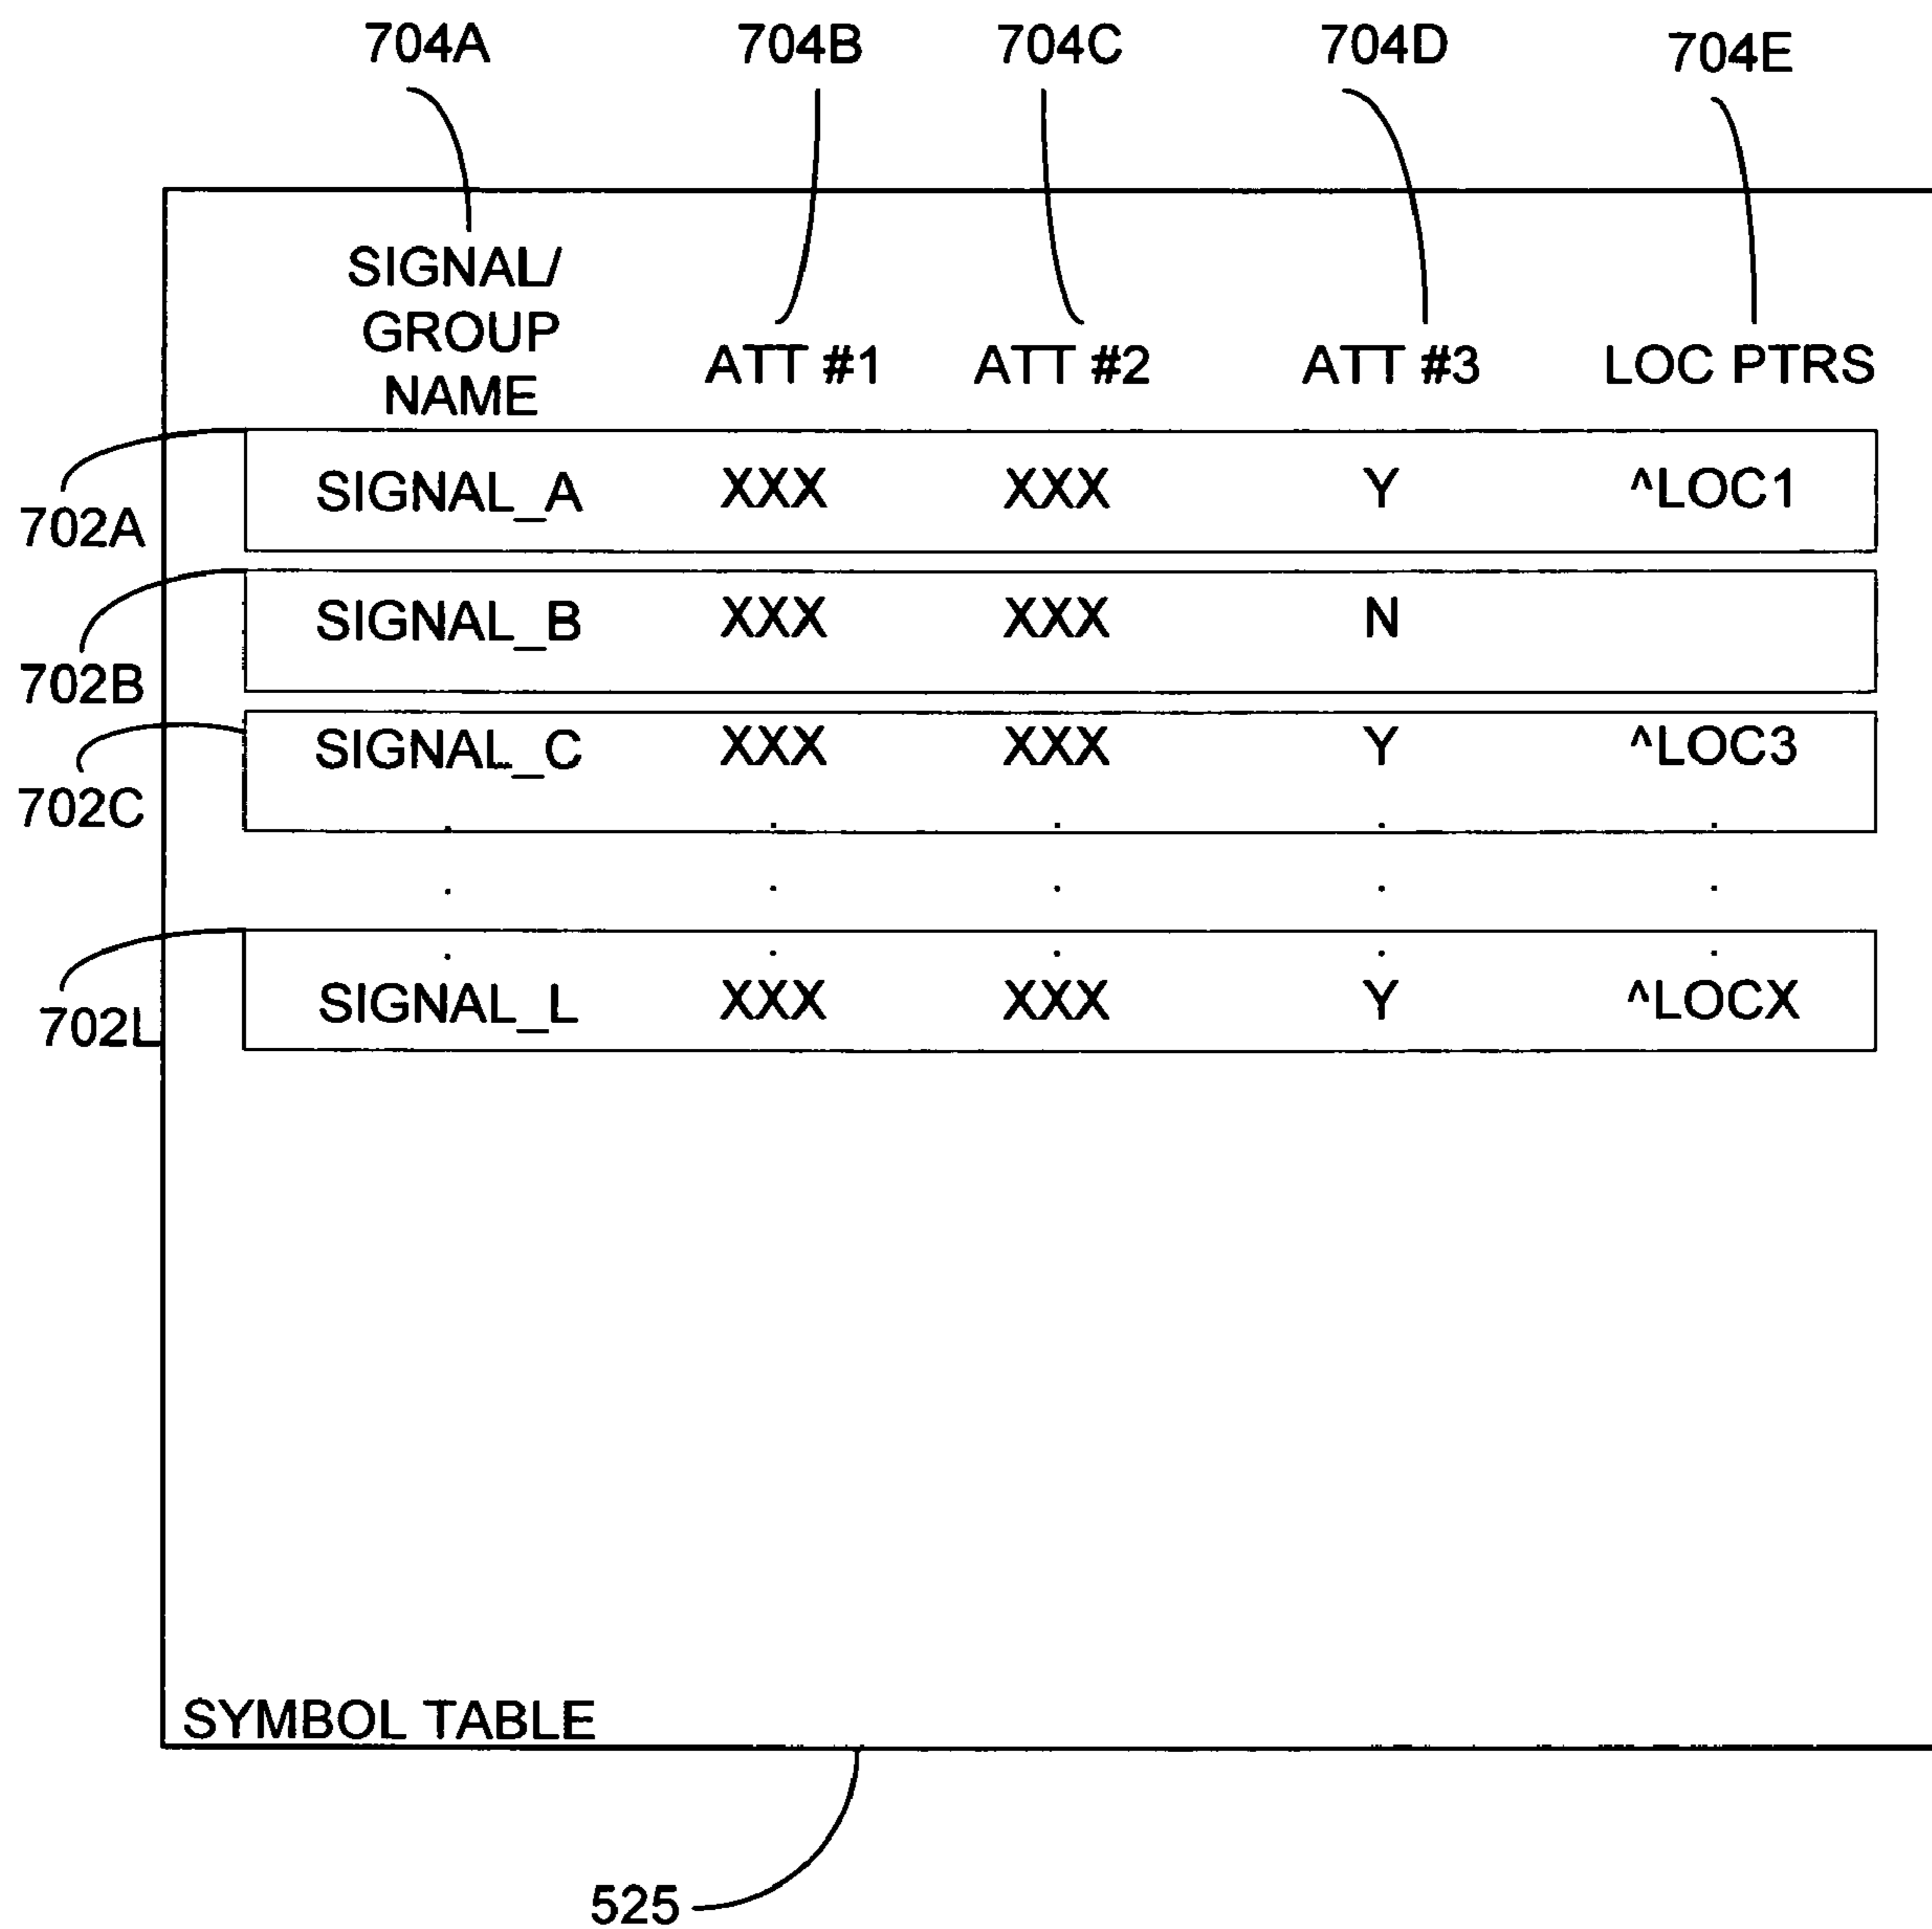 704A 704B 704C 704D 704E
SIGNAL/
GROUP
NAME ATT #1 ATT #2 ATT #3 LOC PTRS
702A SIGNAL_A XXX XXX Y ^LOC1
702B SIGNAL_B XXX XXX N
702C SIGNAL_C XXX XXX Y ^LOC3
. . . . .
. . . . .
. . . . .
702L SIGNAL_L XXX XXX Y ^LOCX
SYMBOL TABLE
525